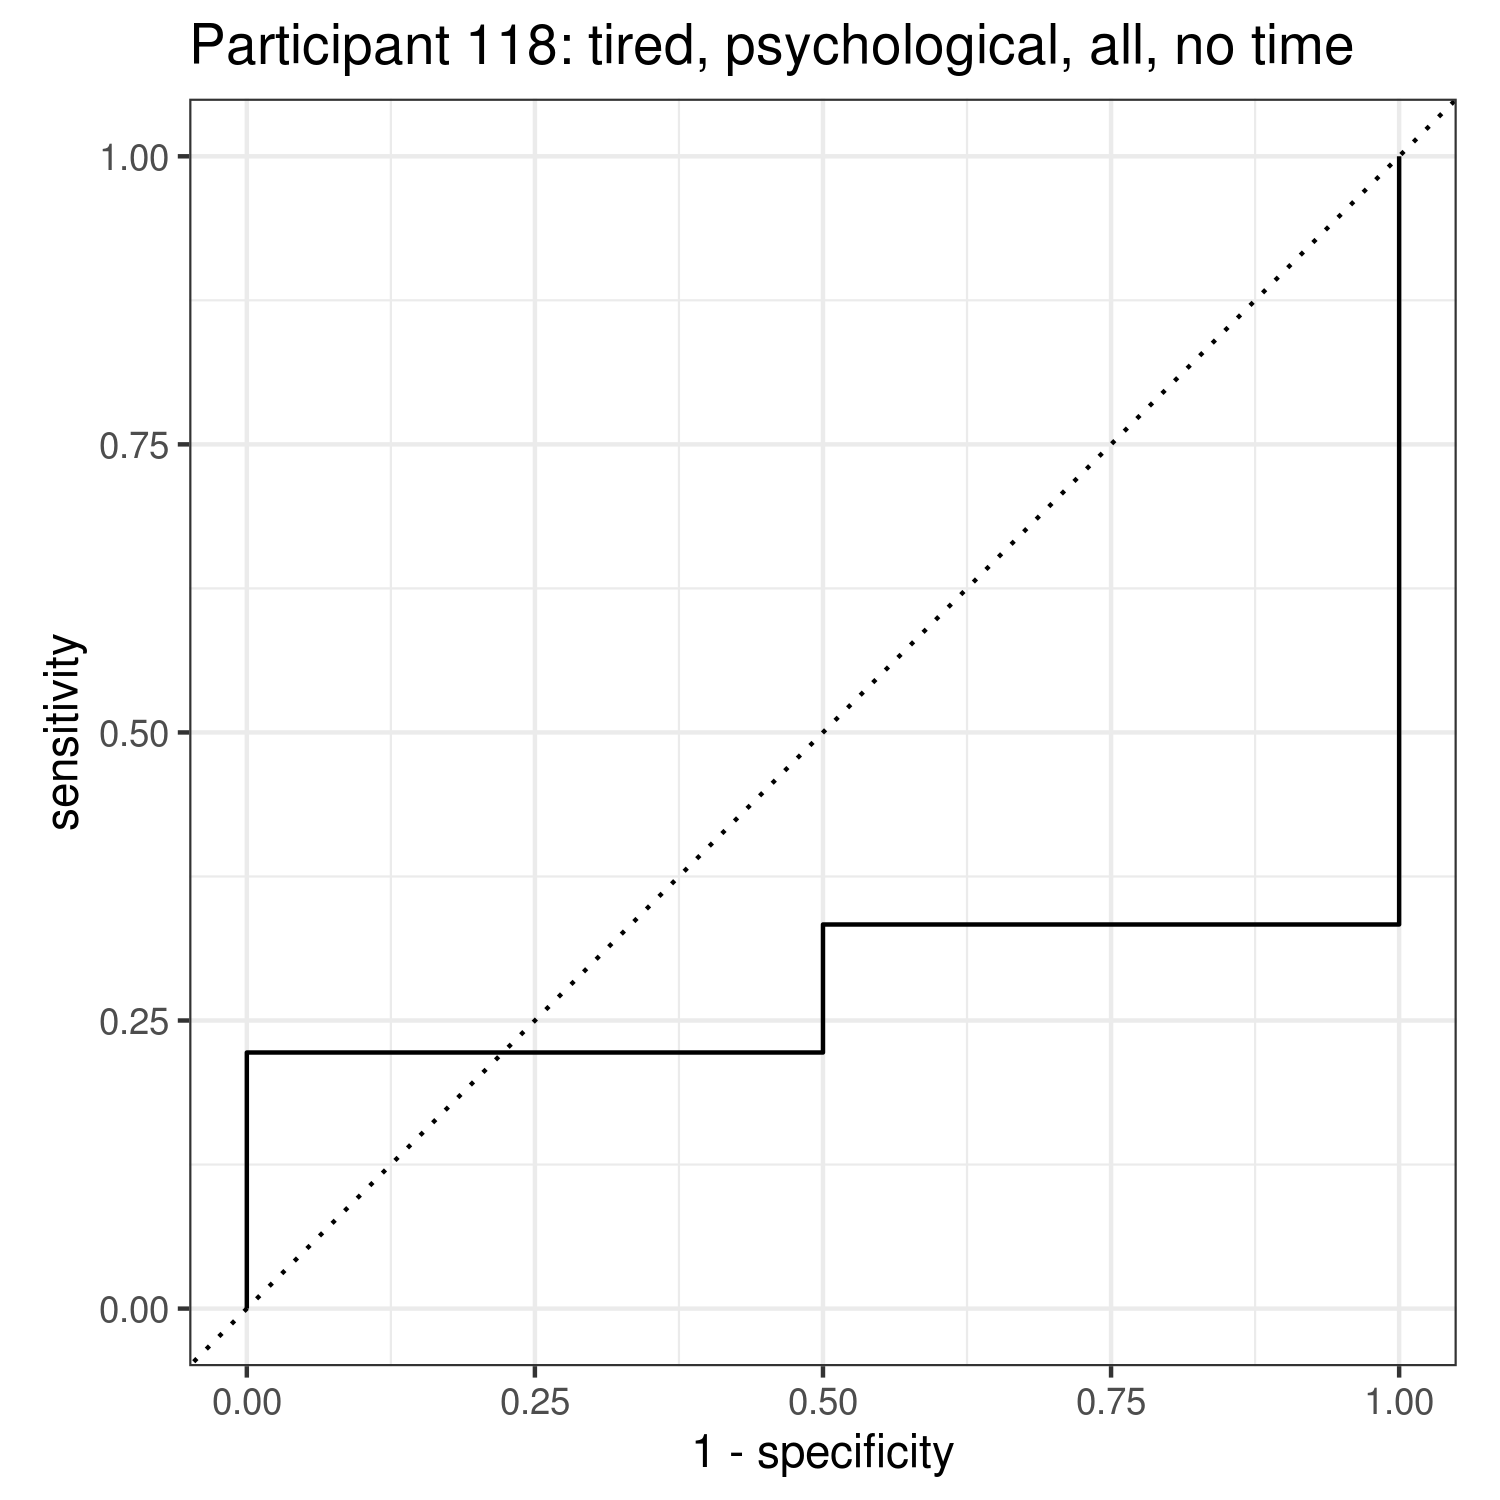 Participant 118: tired, psychological, all, no time
1.00
0.75
0.50
0.25
0.00
sensitivity
0.00 0.25 0.50 0.75 1.00
1 - specificity